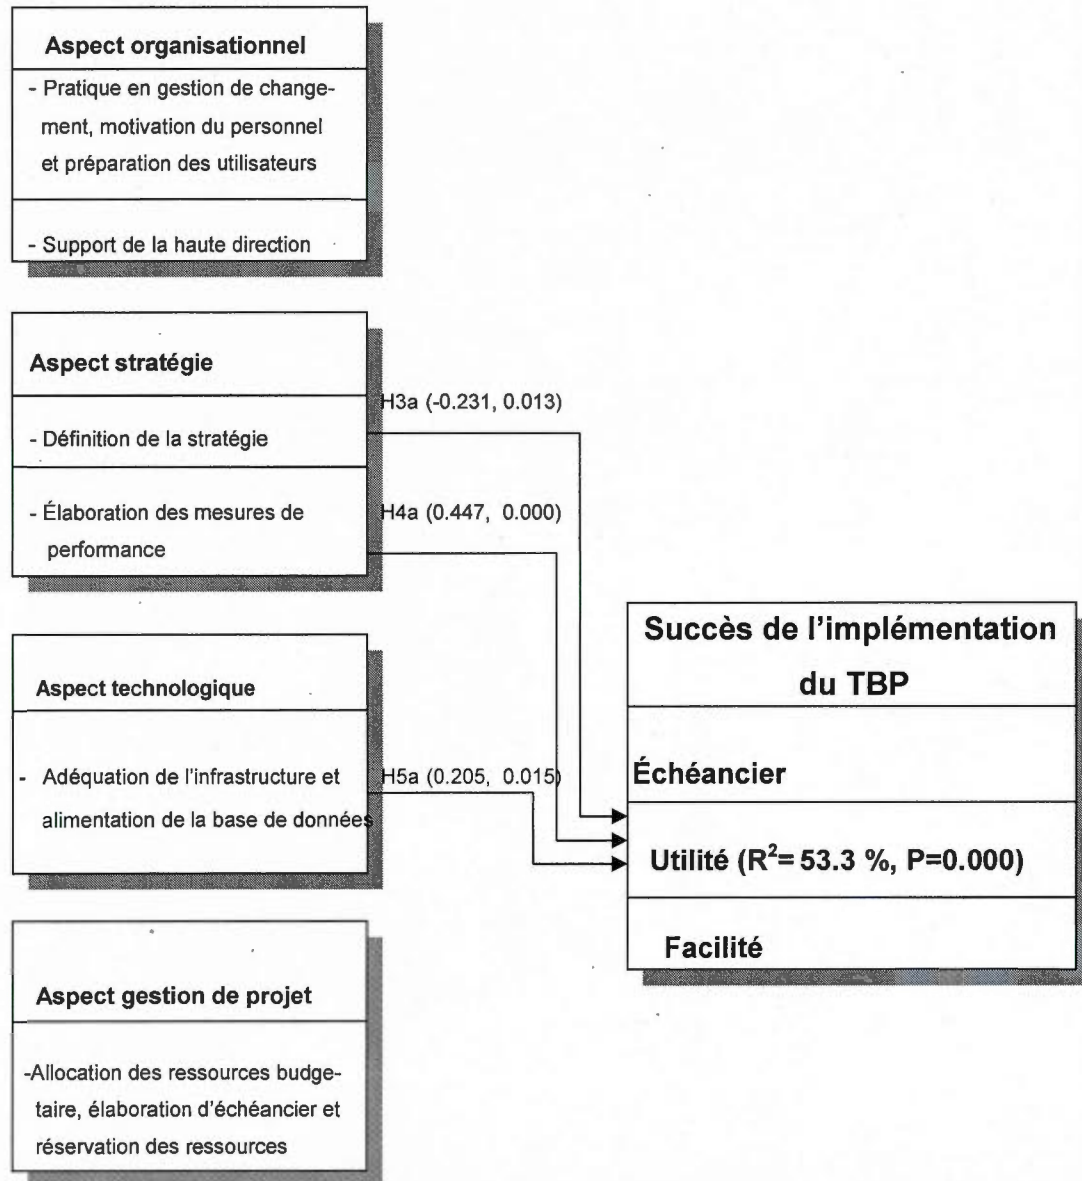 Aspect organisationnel
- Pratique en gestion de change-
ment, motivation du personnel
et préparation des utilisateurs
- Support de la haute direction
Aspect stratégie
- Définition de la stratégie
H3a (-0.231, 0.013)
- Élaboration des mesures de
performance
H4a (0.447, 0.000)
Aspect technologique
- Adéquation de l'infrastructure et
alimentation de la base de données
H5a (0.205, 0.015)
Aspect gestion de projet
-Allocation des ressources budge-
taire, élaboration d'échéancier et
réservation des ressources
Succès de l'implémentation
du TBP
Échéancier
Utilité (R²= 53.3 %, P=0.000)
Facilité